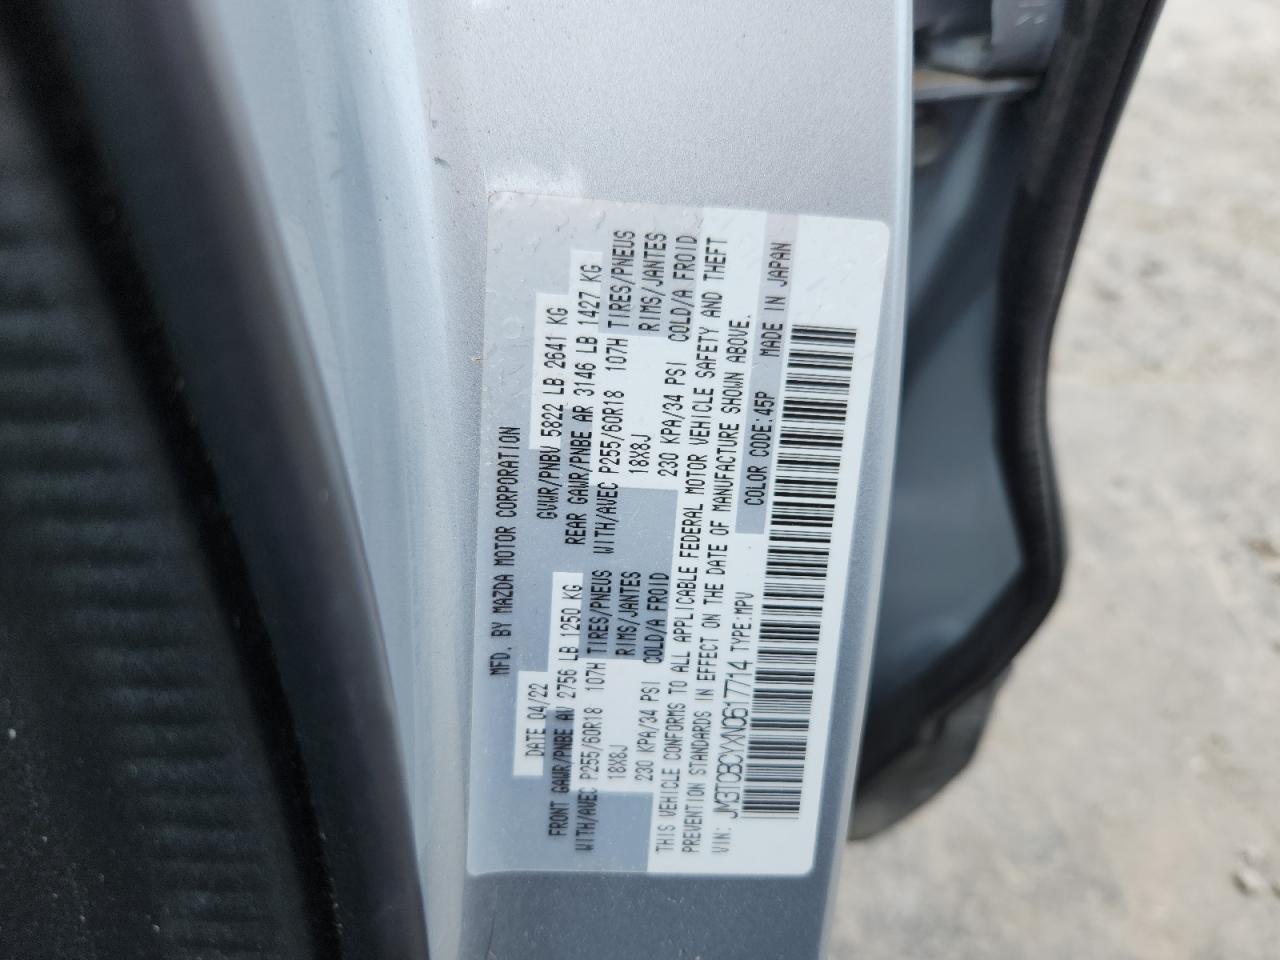 MFD. BY MAZDA MOTOR CORPORATION
DATE 04/22 GVWR/PNBV 5822 LB 2641 KG
FRONT GAWR/PNBE AV 2756 LB 1250 KG REAR GAWR/PNBE AR 3146 LB 1427 KG
WITH/AVEC P255/60R18 107H TIRES/PNEUS WITH/AVEC P255/60R18 107H TIRES/PNEUS
18X8J RIMS/JANTES 18X8J RIMS/JANTES
230 KPA/34 PSI COLD/A FROID 230 KPA/34 PSI COLD/A FROID
THIS VEHICLE CONFORMS TO ALL APPLICABLE FEDERAL MOTOR VEHICLE SAFETY AND THEFT
PREVENTION STANDARDS IN EFFECT ON THE DATE OF MANUFACTURE SHOWN ABOVE.
VIN: JM3TCBCYXN0617714 TYPE:MPV COLOR CODE:45P MADE IN JAPAN